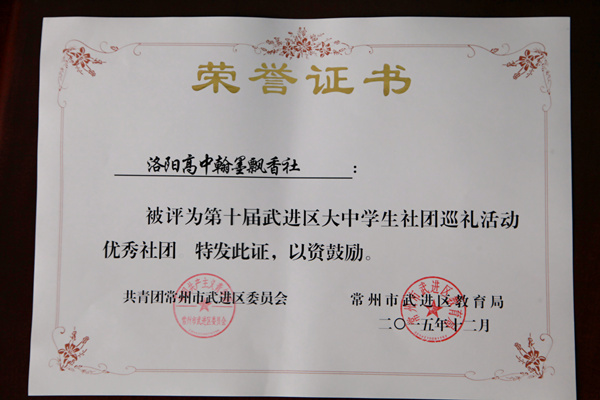 荣誉证书
洛阳高中翰墨飘香社：
被评为第十届武进区大中学生社团巡礼活动
优秀社团 特发此证，以资鼓励。
共青团常州市武进区委员会 常州市武进区教育局
二〇一五年十二月